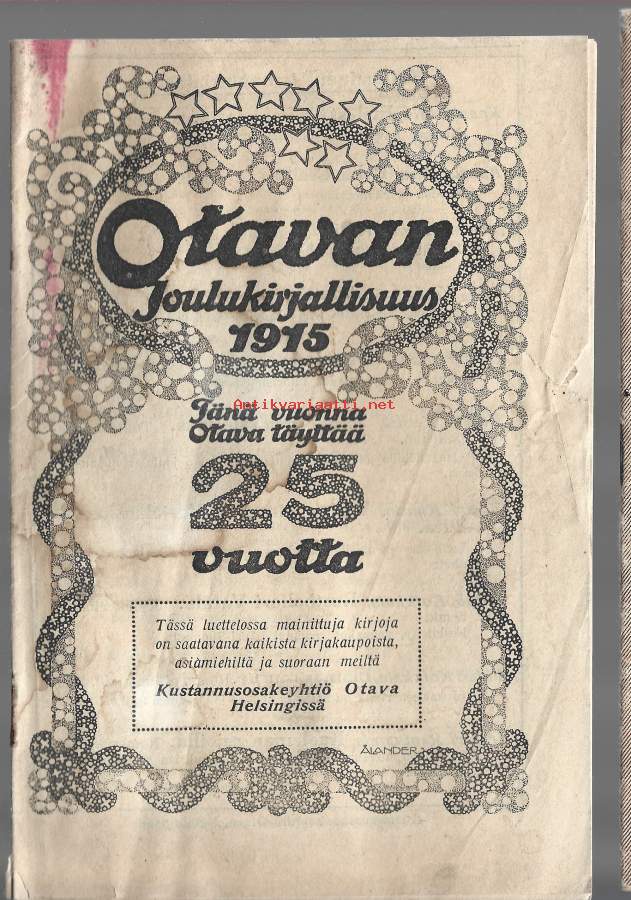 Otavan
Joulukirjallisuus
1915
Tänä vuonna
Antikvariaatti.net
Otava täyttää
25
vuotta
Tässä luettelossa mainittuja kirjoja
on saatavana kaikista kirjakaupoista,
asiamiehiltä ja suoraan meiltä
Kustannusosakeyhtiö Otava
Helsingissä
ÅLANDER